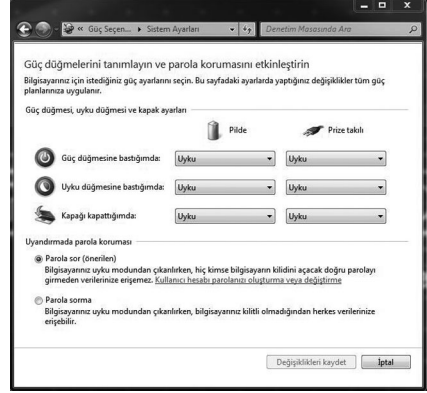 « Güç Seçen... ▸ Sistem Ayarları
Denetim Masasında Ara
Güç düğmelerini tanımlayın ve parola korumasını etkinleştirin
Bilgisayarınız için istediğiniz güç ayarlarını seçin. Bu sayfadaki ayarlarda yaptığınız değişiklikler tüm güç
planlarınıza uygulanır.
Güç düğmesi, uyku düğmesi ve kapak ayarları
Pilde Prize takılı
Güç düğmesine bastığımda: Uyku Uyku
Uyku düğmesine bastığımda: Uyku Uyku
Kapağı kapattığımda: Uyku Uyku
Uyandırmada parola koruması
Parola sor (önerilen)
Bilgisayarınız uyku modundan çıkarılırken, hiç kimse bilgisayarın kilidini açacak doğru parolayı
girmeden verilerinize erişemez. Kullanıcı hesabı parolanızı oluşturma veya değiştirme
Parola sorma
Bilgisayarınız uyku modundan çıkarılırken, bilgisayarınız kilitli olmadığından herkes verilerinize
erişebilir.
Değişiklikleri kaydet İptal